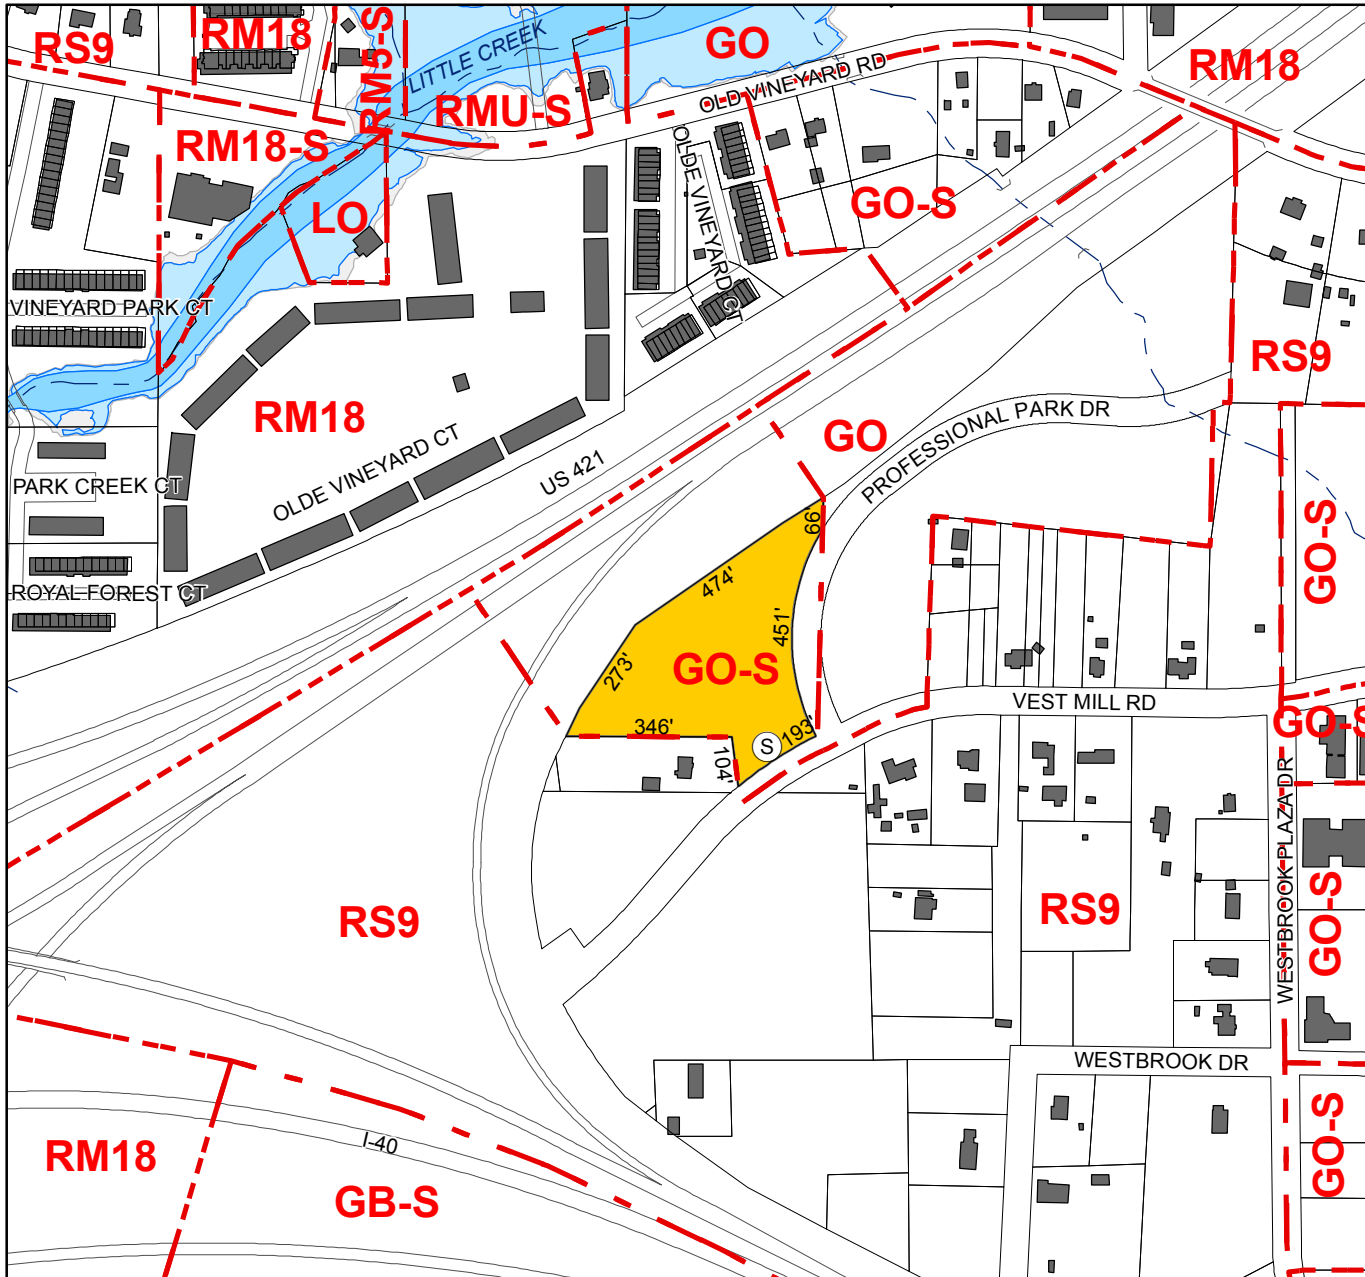 RS9
RM18
RM5-S
LITTLE CREEK
GO
OLD VINEYARD RD
RM18
RMU-S
RM18-S
OLDE VINEYARD CT
GO-S
LO
VINEYARD PARK CT
RS9
RM18
OLDE VINEYARD CT
US 421
GO
PROFESSIONAL PARK DR
PARK CREEK CT
ROYAL FOREST CT
66'
474'
451'
GO-S
273'
GO-S
346'
193'
104'
S
VEST MILL RD
GO-S
WESTBROOK PLAZA DR
RS9
RS9
GO-S
WESTBROOK DR
RM18
I-40
GB-S
GO-S